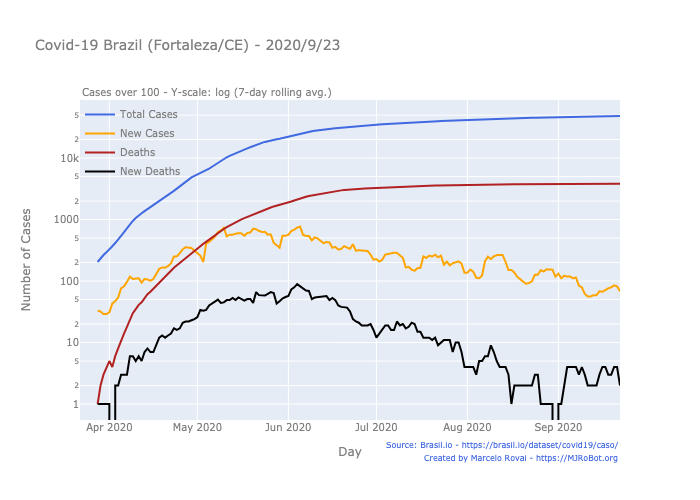 Covid-19 Brazil (Fortaleza/CE) - 2020/9/23
Cases over 100 - Y-scale: log (7-day rolling avg.)
Total Cases
New Cases
Deaths
New Deaths
5
2
10k
5
2
1000
5
2
100
5
2
10
5
2
1
Number of Cases
Apr 2020
May 2020
Jun 2020
Jul 2020
Aug 2020
Sep 2020
Day
Source: Brasil.io - https://brasil.io/dataset/covid19/caso/
Created by Marcelo Rovai - https://MJRoBot.org